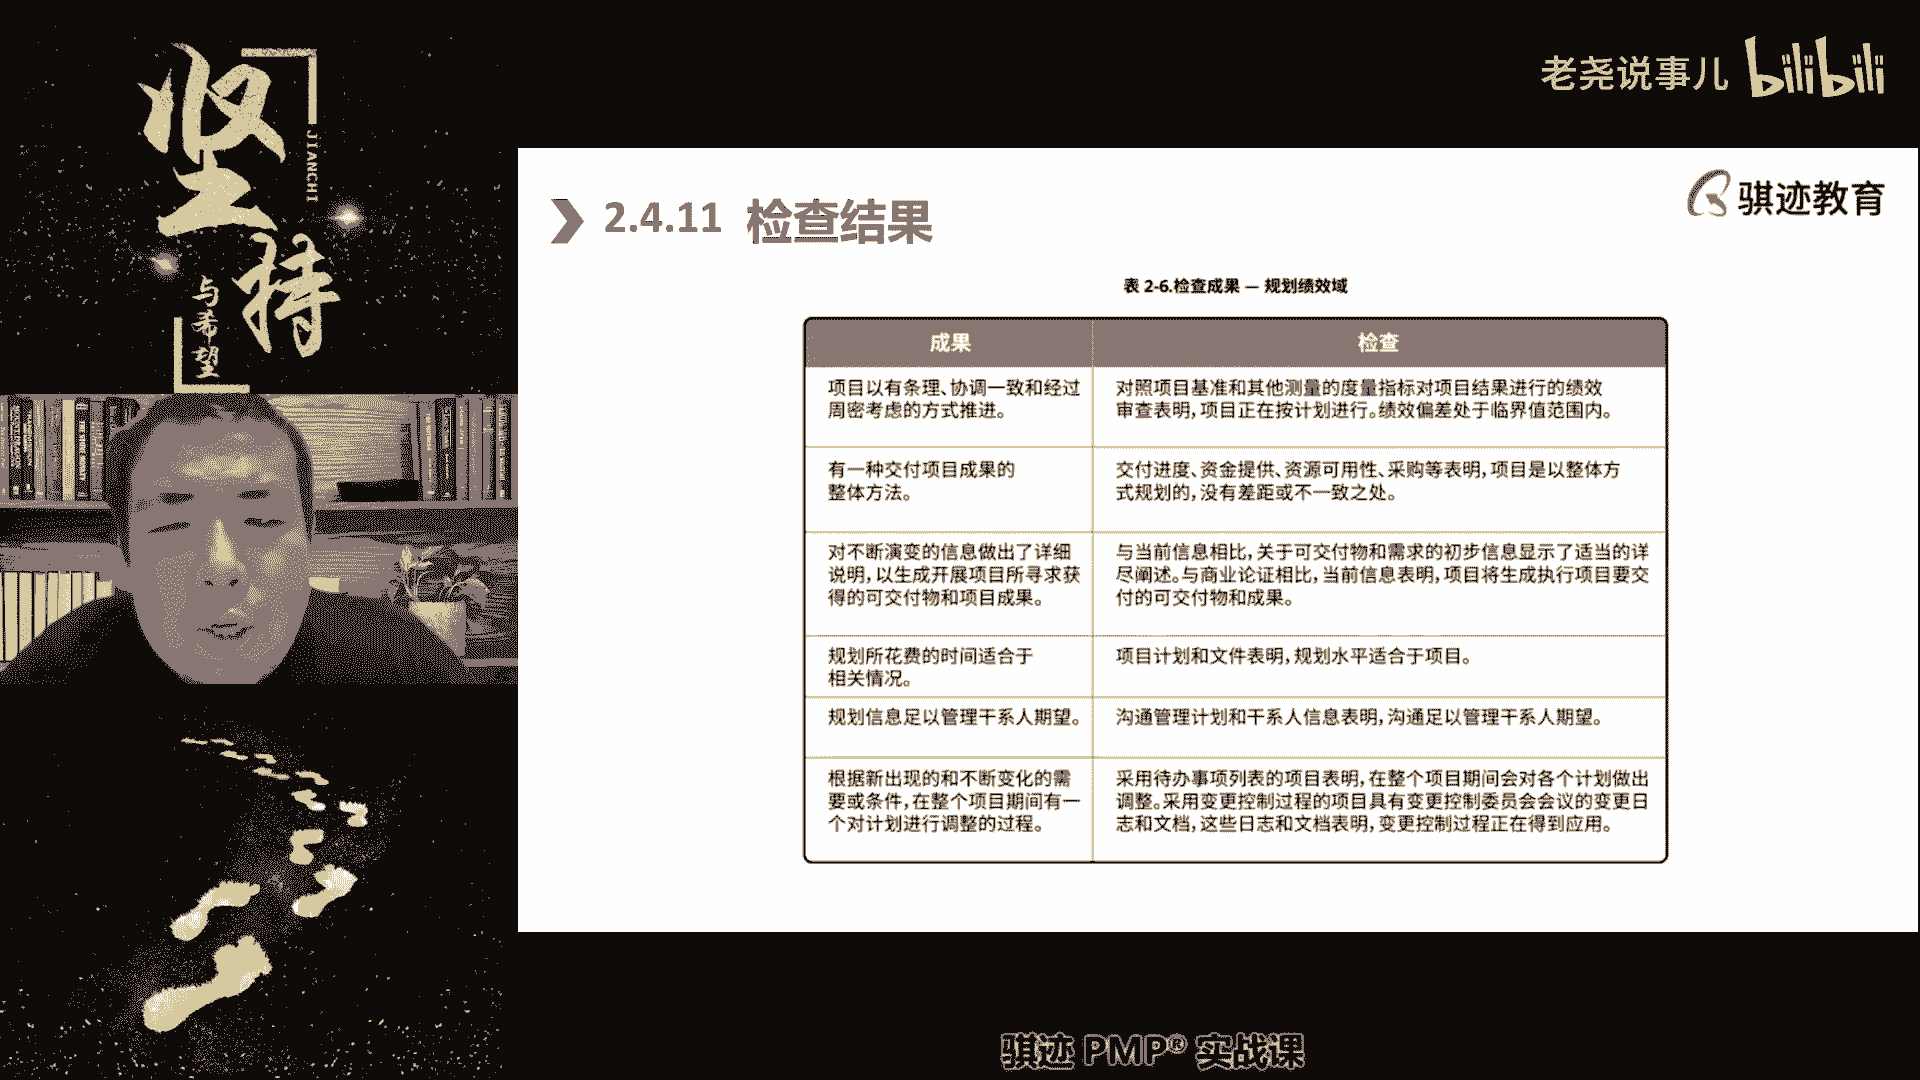 坚持
JIANCHI
与希望
老尧说事儿 bilibili
骐迹教育
2.4.11 检查结果
表 2-6.检查成果 — 规划绩效域
成果
检查
项目以有条理、协调一致和经过
周密考虑的方式推进。
对照项目基准和其他测量的度量指标对项目结果进行的绩效
审查表明，项目正在按计划进行。绩效偏差处于临界值范围内。
有一种交付项目成果的
整体方法。
交付进度、资金提供、资源可用性、采购等表明，项目是以整体方
式规划的，没有差距或不一致之处。
对不断演变的信息做出了详细
说明，以生成开展项目所寻求获
得的可交付物和项目成果。
与当前信息相比，关于可交付物和需求的初步信息显示了适当的详
尽阐述。与商业论证相比，当前信息表明，项目将生成执行项目要交
付的可交付物和成果。
规划所花费的时间适合于
相关情况。
项目计划和文件表明，规划水平适合于项目。
规划信息足以管理干系人期望。
沟通管理计划和干系人信息表明，沟通足以管理干系人期望。
根据新出现的和不断变化的需
要或条件，在整个项目期间有一
个对计划进行调整的过程。
采用待办事项列表的项目表明，在整个项目期间会对各个计划做出
调整。采用变更控制过程的项目具有变更控制委员会会议的变更日
志和文档，这些日志和文档表明，变更控制过程正在得到应用。
骐迹 PMP® 实战课